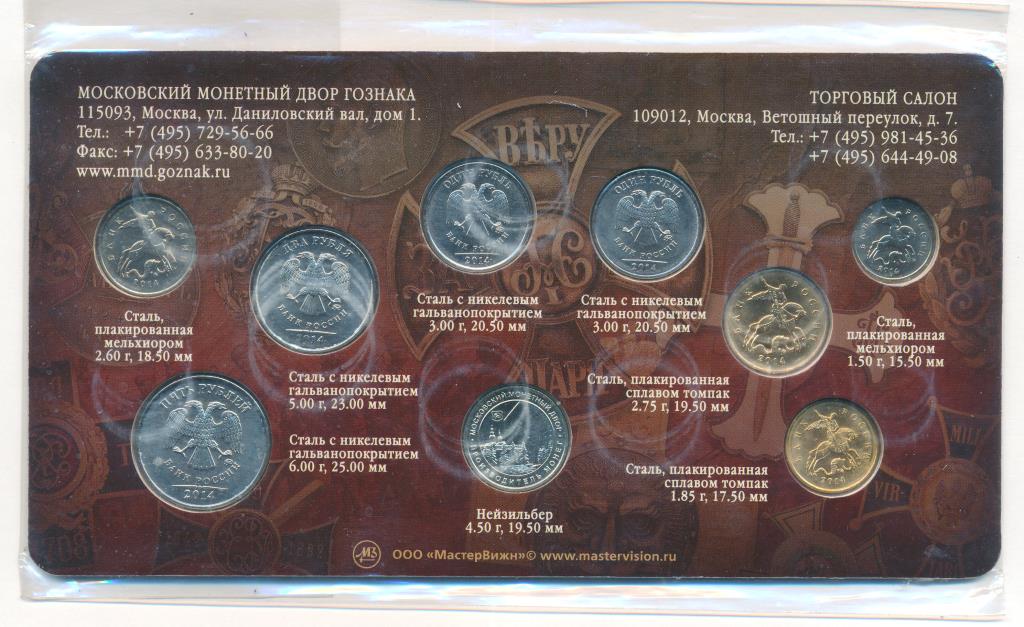 МОСКОВСКИЙ МОНЕТНЫЙ ДВОР ГОЗНАКА
115093, Москва, ул. Даниловский вал, дом 1.
Тел.: +7 (495) 729-56-66
Факс: +7 (495) 633-80-20
www.mmd.goznak.ru
ТОРГОВЫЙ САЛОН
109012, Москва, Ветошный переулок, д. 7.
Тел.: +7 (495) 981-45-36
+7 (495) 644-49-08
ВѢРУ
БАНК РОССИИ
2014
ДВА РУБЛЯ
БАНК РОССИИ
2014
ОДИН РУБЛЬ
БАНК РОССИИ
2014
ОДИН РУБЛЬ
БАНК РОССИИ
2014
БАНК РОССИИ
2014
БАНК РОССИИ
2014
Сталь,
плакированная
мельхиором
2.60 г, 18.50 мм
Сталь с никелевым
гальванопокрытием
3.00 г, 20.50 мм
Сталь с никелевым
гальванопокрытием
3.00 г, 20.50 мм
Сталь,
плакированная
мельхиором
1.50 г, 15.50 мм
Сталь с никелевым
гальванопокрытием
5.00 г, 23.00 мм
Сталь, плакированная
сплавом томпак
2.75 г, 19.50 мм
ЦАР
ПЯТЬ РУБЛЕЙ
БАНК РОССИИ
2014
Сталь с никелевым
гальванопокрытием
6.00 г, 25.00 мм
МОСКОВСКИЙ МОНЕТНЫЙ ДВОР
ПРОИЗВОДИТЕЛЬ МОНЕТ
БАНК РОССИИ
2014
Сталь, плакированная
сплавом томпак
1.85 г, 17.50 мм
MILL
VIR-
Нейзильбер
4.50 г, 19.50 мм
МВ ООО «МастерВижн»© www.mastervision.ru